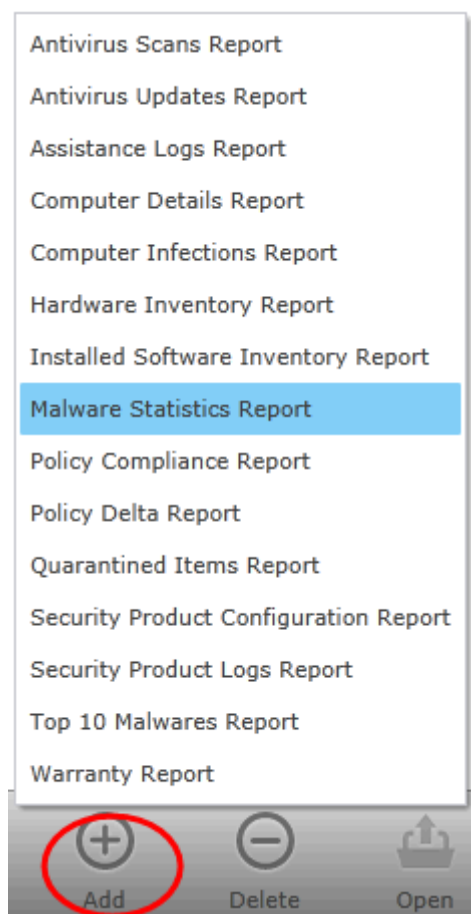 Antivirus Scans Report
Antivirus Updates Report
Assistance Logs Report
Computer Details Report
Computer Infections Report
Hardware Inventory Report
Installed Software Inventory Report
Malware Statistics Report
Policy Compliance Report
Policy Delta Report
Quarantined Items Report
Security Product Configuration Report
Security Product Logs Report
Top 10 Malwares Report
Warranty Report
Add Delete Open